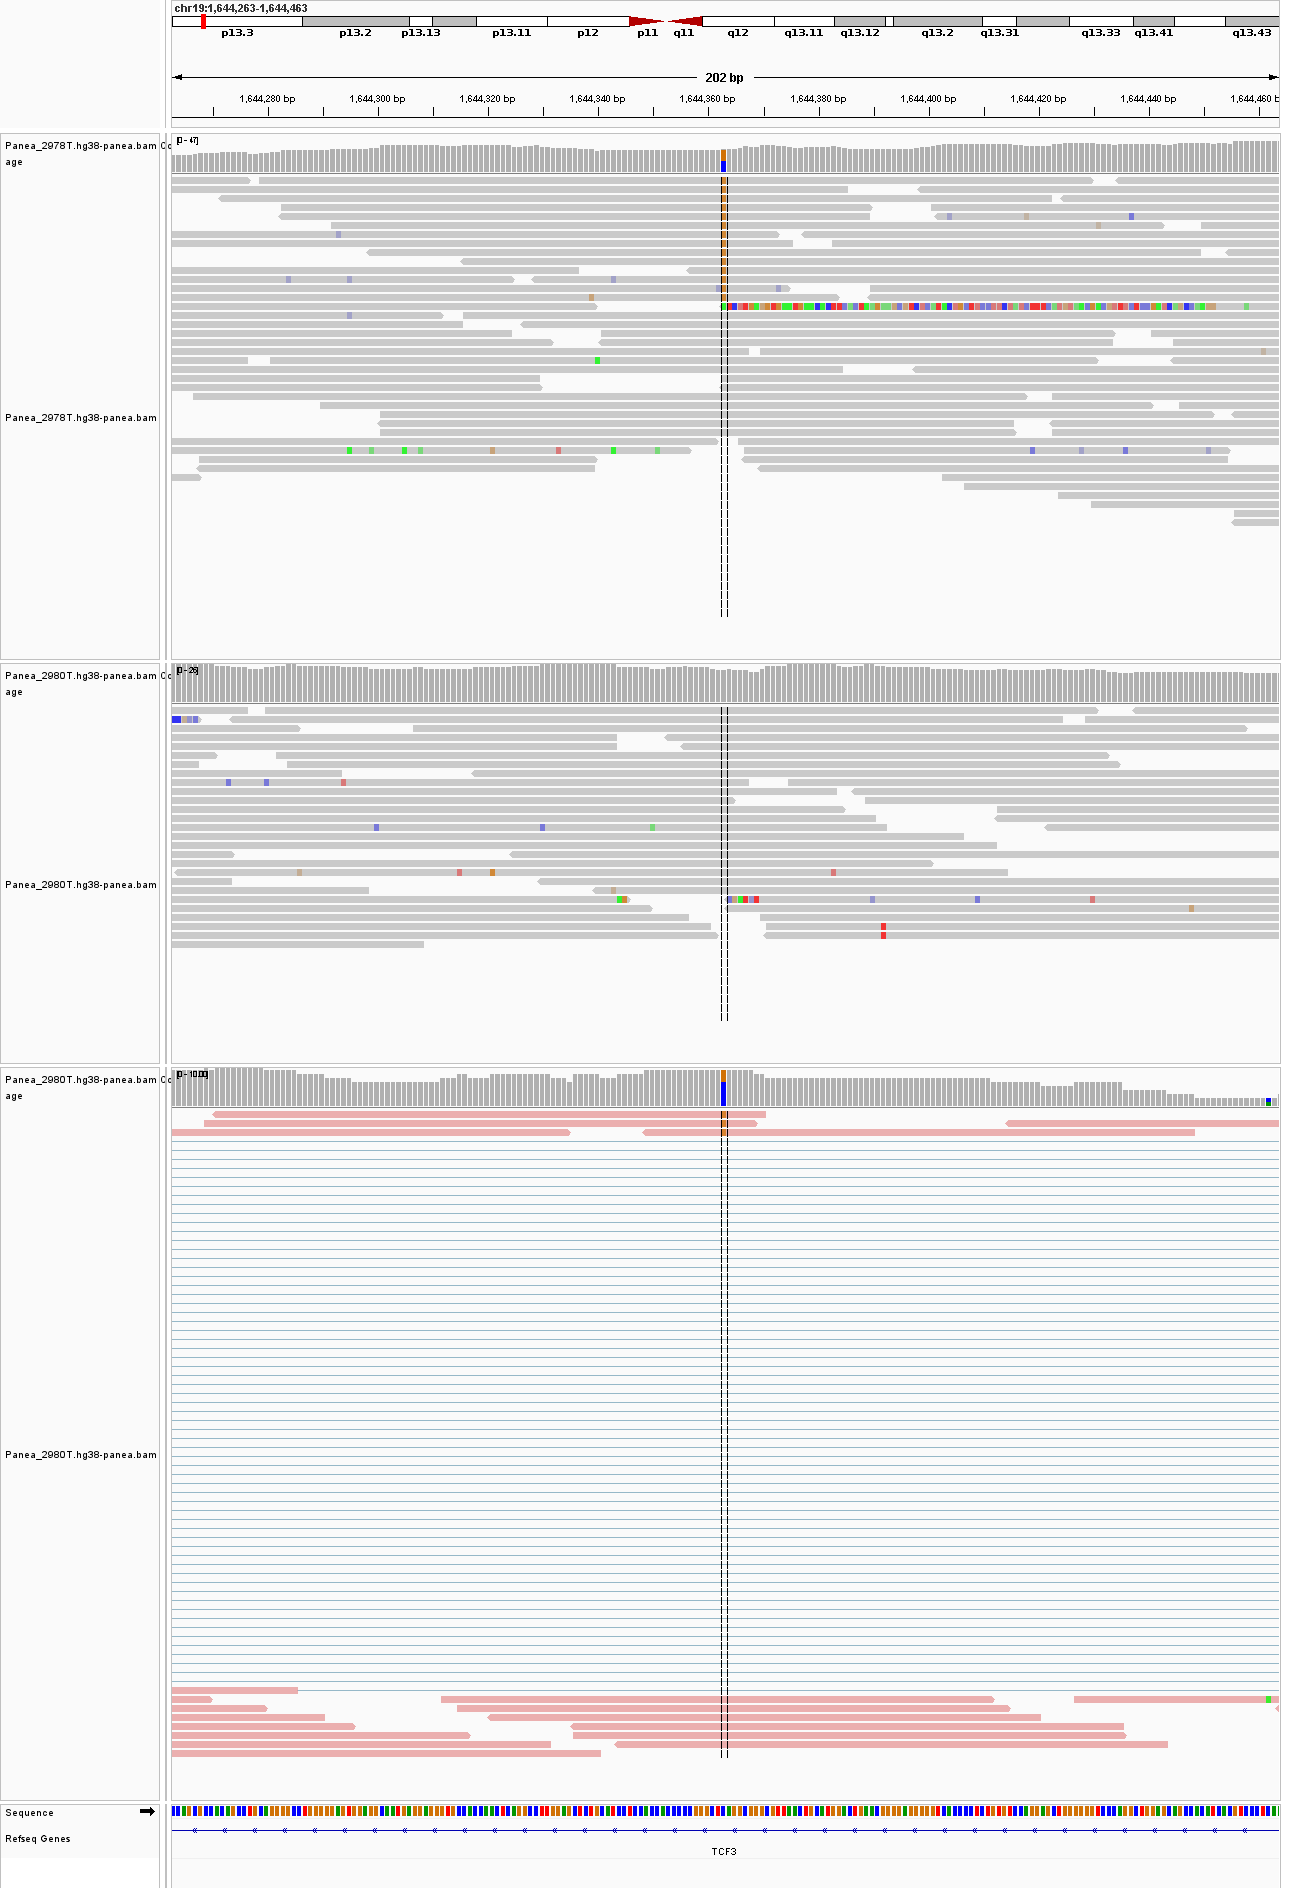 chr19:1,644,263-1,644,463
p13.3 p13.2 p13.13 p13.11 p12 p11 q11 q12 q13.11 q13.12 q13.2 q13.31 q13.33 q13.41 q13.43
202 bp
1,644,280 bp 1,644,300 bp 1,644,320 bp 1,644,340 bp 1,644,360 bp 1,644,380 bp 1,644,400 bp 1,644,420 bp 1,644,440 bp 1,644,460 b
[0 - 47]
Panea_2978T.hg38-panea.bam Co
age
Panea_2978T.hg38-panea.bam
[0 - 26]
Panea_2980T.hg38-panea.bam Co
age
Panea_2980T.hg38-panea.bam
[0 - 10.00]
Panea_2980T.hg38-panea.bam Co
age
Panea_2980T.hg38-panea.bam
Sequence
Refseq Genes
TCF3